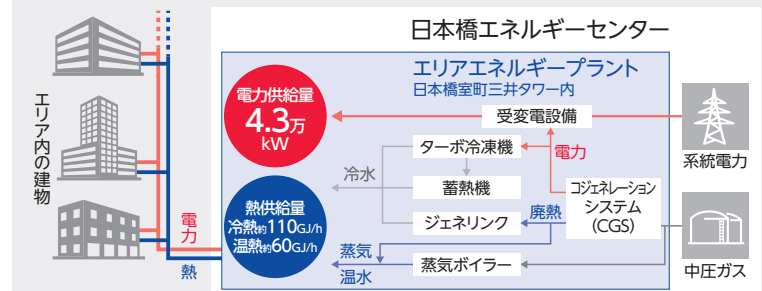 日本橋エネルギーセンター
エリアエネルギープラント
日本橋室町三井タワー内
エリア内の建物
電力供給量
4.3万
kW
受変電設備
系統電力
ターボ冷凍機
電力
冷水
蓄熱機
コジェネレーション
システム
(CGS)
熱供給量
冷熱約110GJ/h
温熱約60GJ/h
ジェネリンク
廃熱
電力
熱
蒸気
温水
蒸気ボイラー
中圧ガス